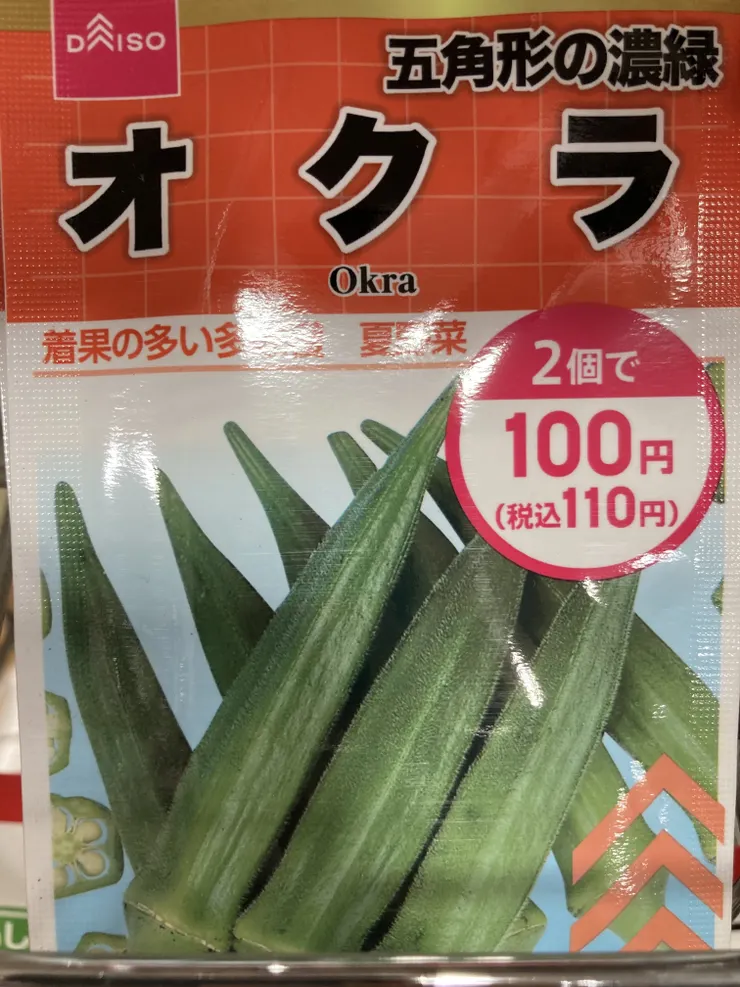 DAISO
五角形の濃緑
オクラ
Okra
着果の多い多 夏野菜
2個で
100円
(税込110円)